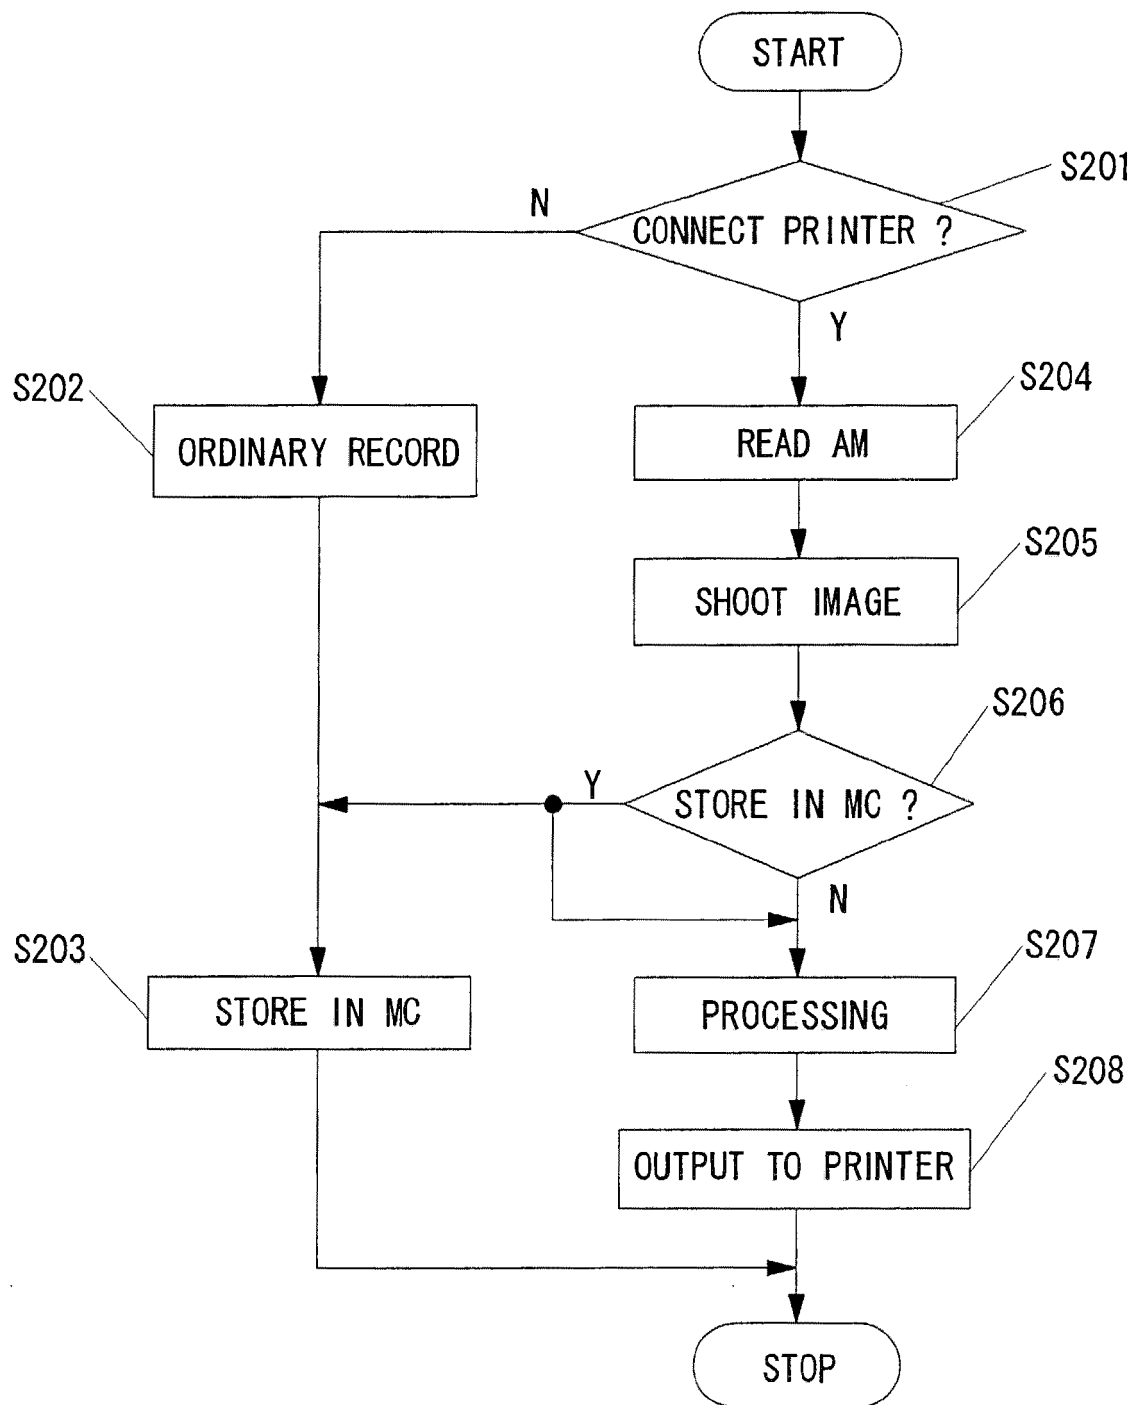 START
S201
N
CONNECT PRINTER ?
Y
S202
S204
ORDINARY RECORD
READ AM
S205
SHOOT IMAGE
S206
Y
STORE IN MC ?
N
S203
S207
STORE IN MC
PROCESSING
S208
OUTPUT TO PRINTER
STOP